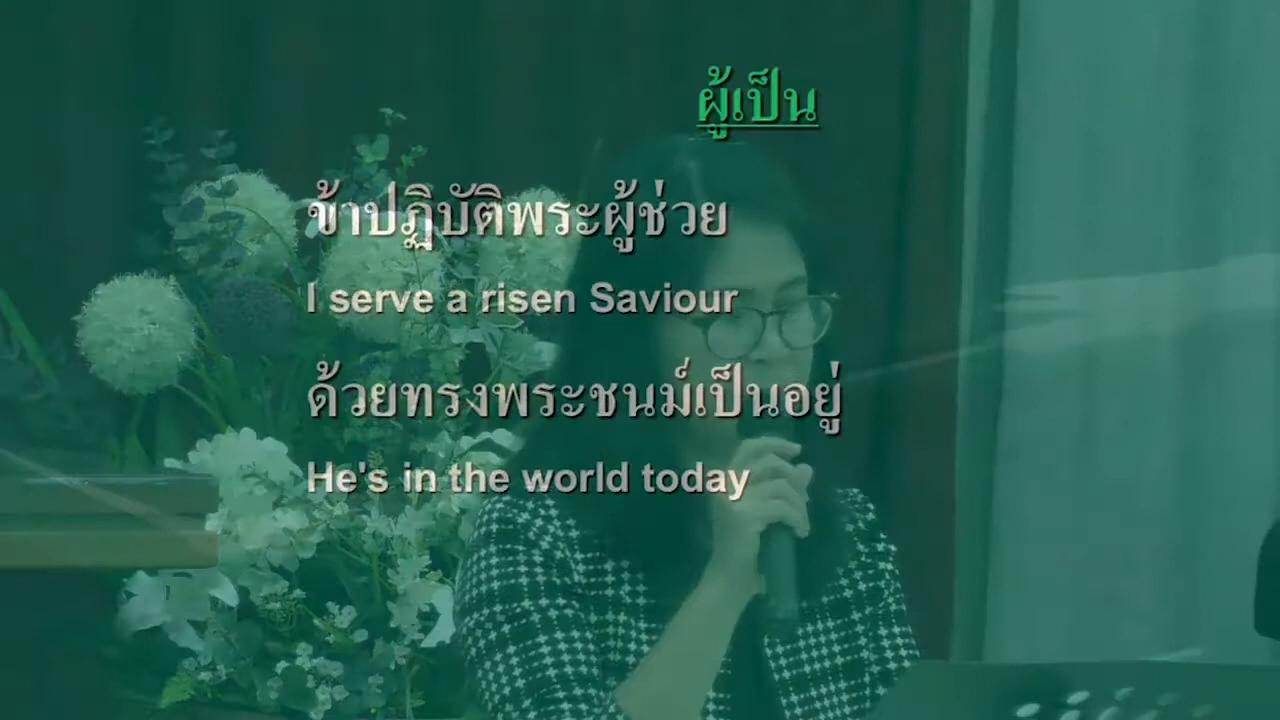 ผู้เป็น
ข้าปฏิบัติพระผู้ช่วย
I serve a risen Saviour
ด้วยทรงพระชนม์เป็นอยู่
He's in the world today